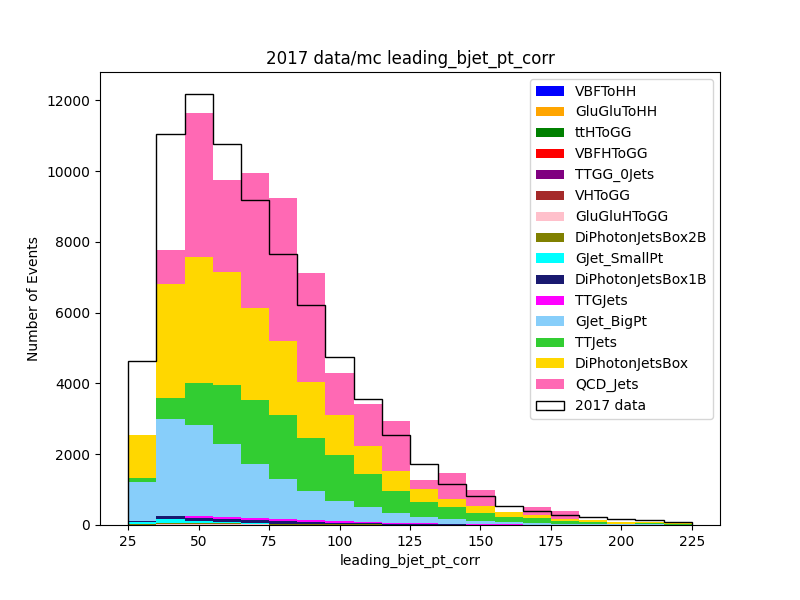 2017 data/mc leading_bjet_pt_corr
Number of Events
12000
10000
8000
6000
4000
2000
0
25
50
75
100
125
150
175
200
225
leading_bjet_pt_corr
VBFToHH
GluGluToHH
ttHToGG
VBFHToGG
TTGG_0Jets
VHToGG
GluGluHToGG
DiPhotonJetsBox2B
GJet_SmallPt
DiPhotonJetsBox1B
TTGJets
GJet_BigPt
TTJets
DiPhotonJetsBox
QCD_Jets
2017 data